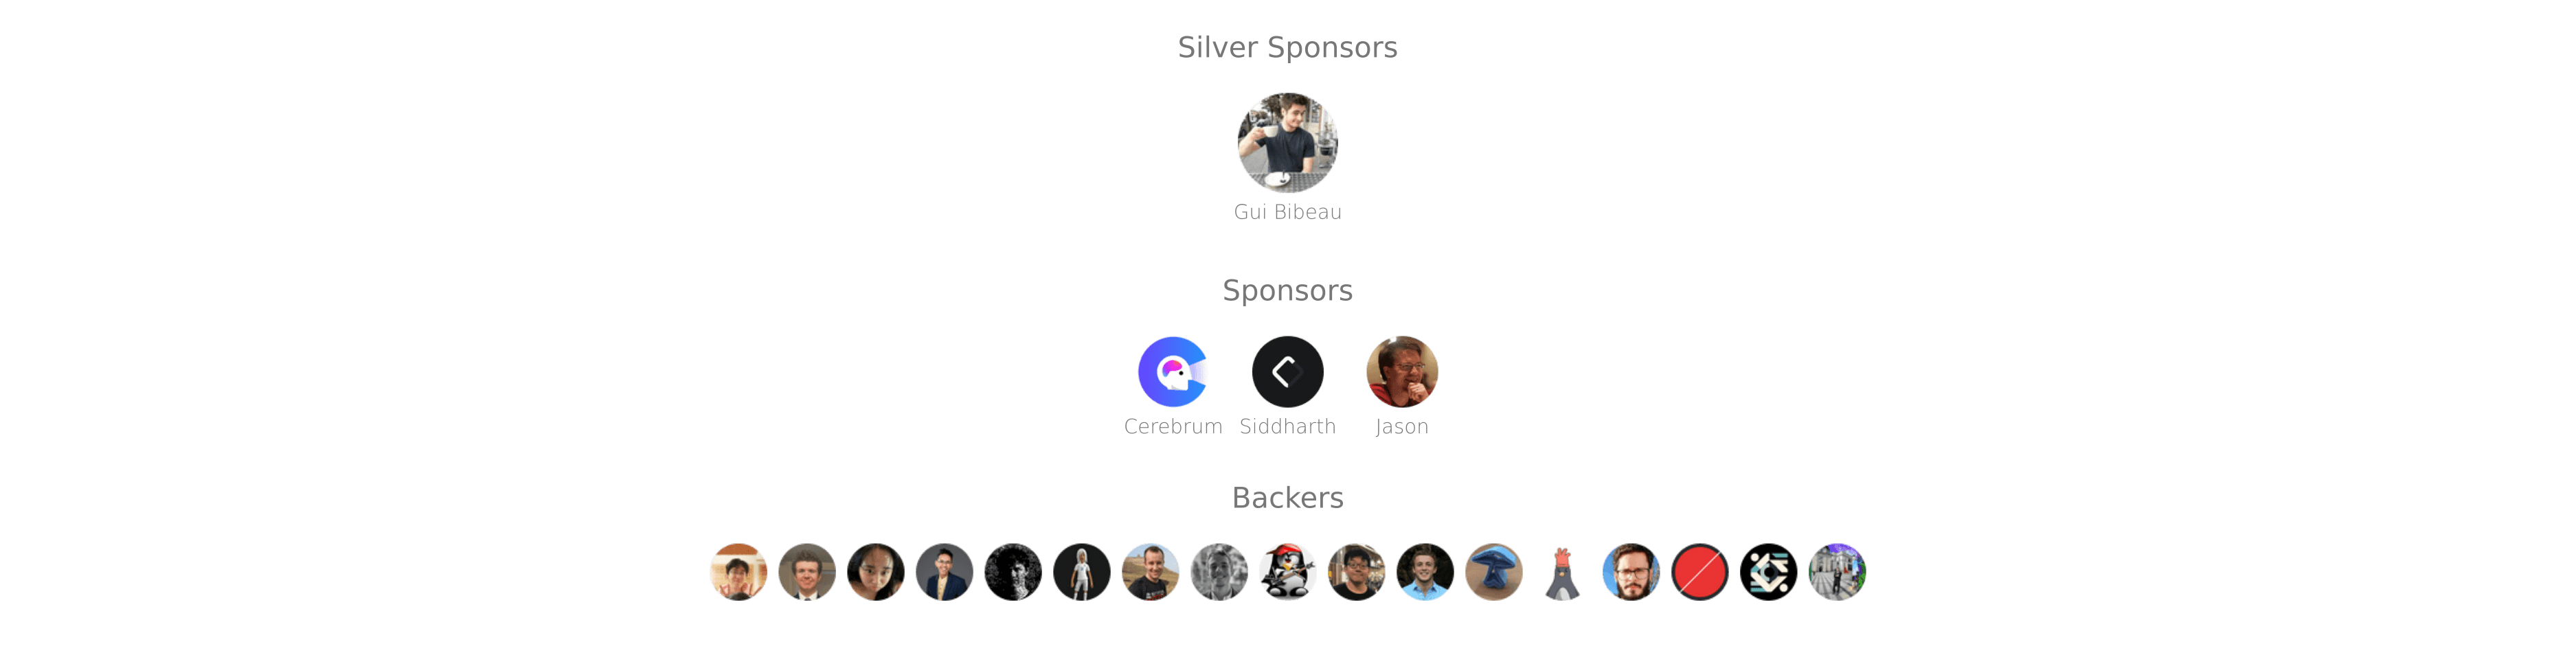 Silver Sponsors
Gui Bibeau
Sponsors
Cerebrum Siddharth Jason
Backers